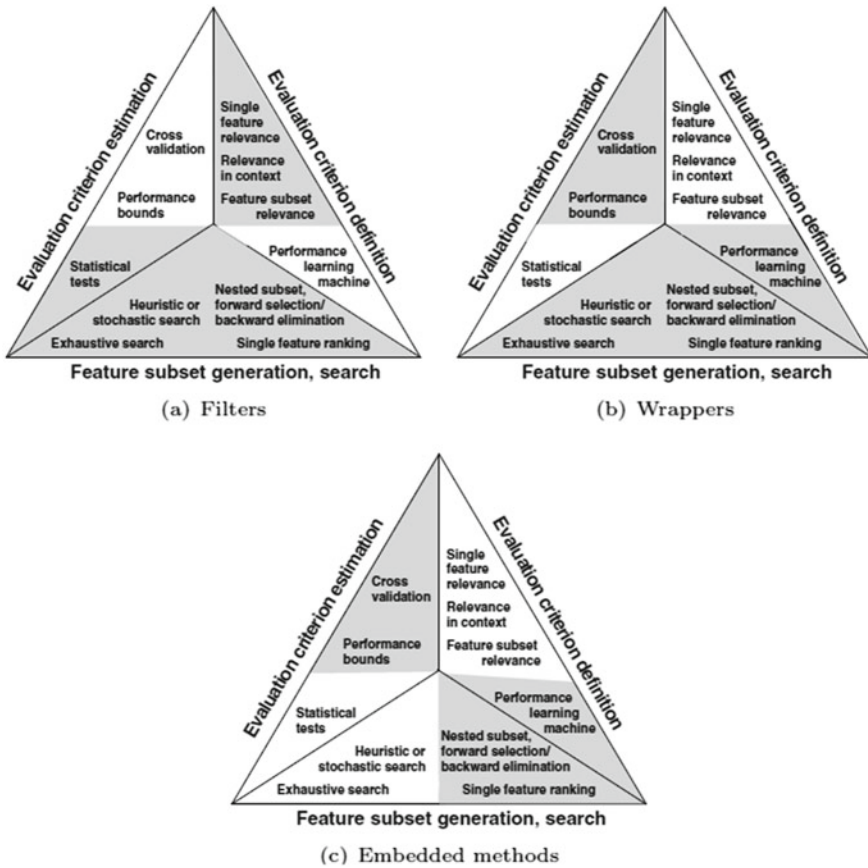 Evaluation criterion estimation
Cross
validation
Performance
bounds
Statistical
tests
Evaluation criterion definition
Single
feature
relevance
Relevance
in context
Feature subset
relevance
Performance
learning
machine
Heuristic or
stochastic search
Exhaustive search
Nested subset,
forward selection/
backward elimination
Single feature ranking
Feature subset generation, search
(a) Filters
Evaluation criterion estimation
Cross
validation
Performance
bounds
Statistical
tests
Evaluation criterion definition
Single
feature
relevance
Relevance
in context
Feature subset
relevance
Performance
learning
machine
Heuristic or
stochastic search
Exhaustive search
Nested subset,
forward selection/
backward elimination
Single feature ranking
Feature subset generation, search
(b) Wrappers
Evaluation criterion estimation
Cross
validation
Performance
bounds
Statistical
tests
Evaluation criterion definition
Single
feature
relevance
Relevance
in context
Feature subset
relevance
Performance
learning
machine
Heuristic or
stochastic search
Exhaustive search
Nested subset,
forward selection/
backward elimination
Single feature ranking
Feature subset generation, search
(c) Embedded methods